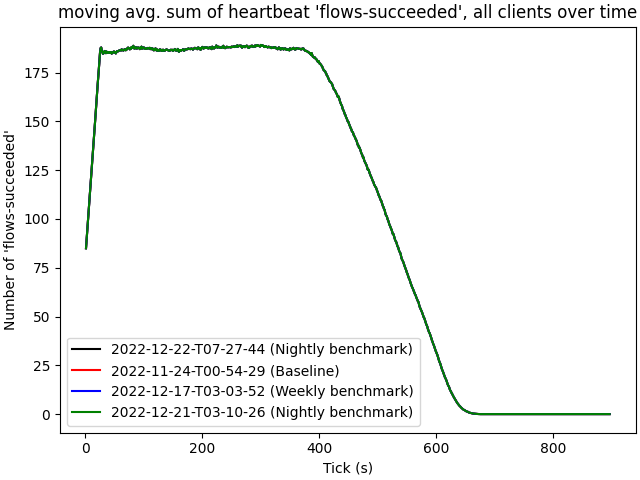 moving avg. sum of heartbeat 'flows-succeeded', all clients over time
Number of 'flows-succeeded'
175
150
125
100
75
50
25
0
2022-12-22-T07-27-44 (Nightly benchmark)
2022-11-24-T00-54-29 (Baseline)
2022-12-17-T03-03-52 (Weekly benchmark)
2022-12-21-T03-10-26 (Nightly benchmark)
0 200 400 600 800
Tick (s)